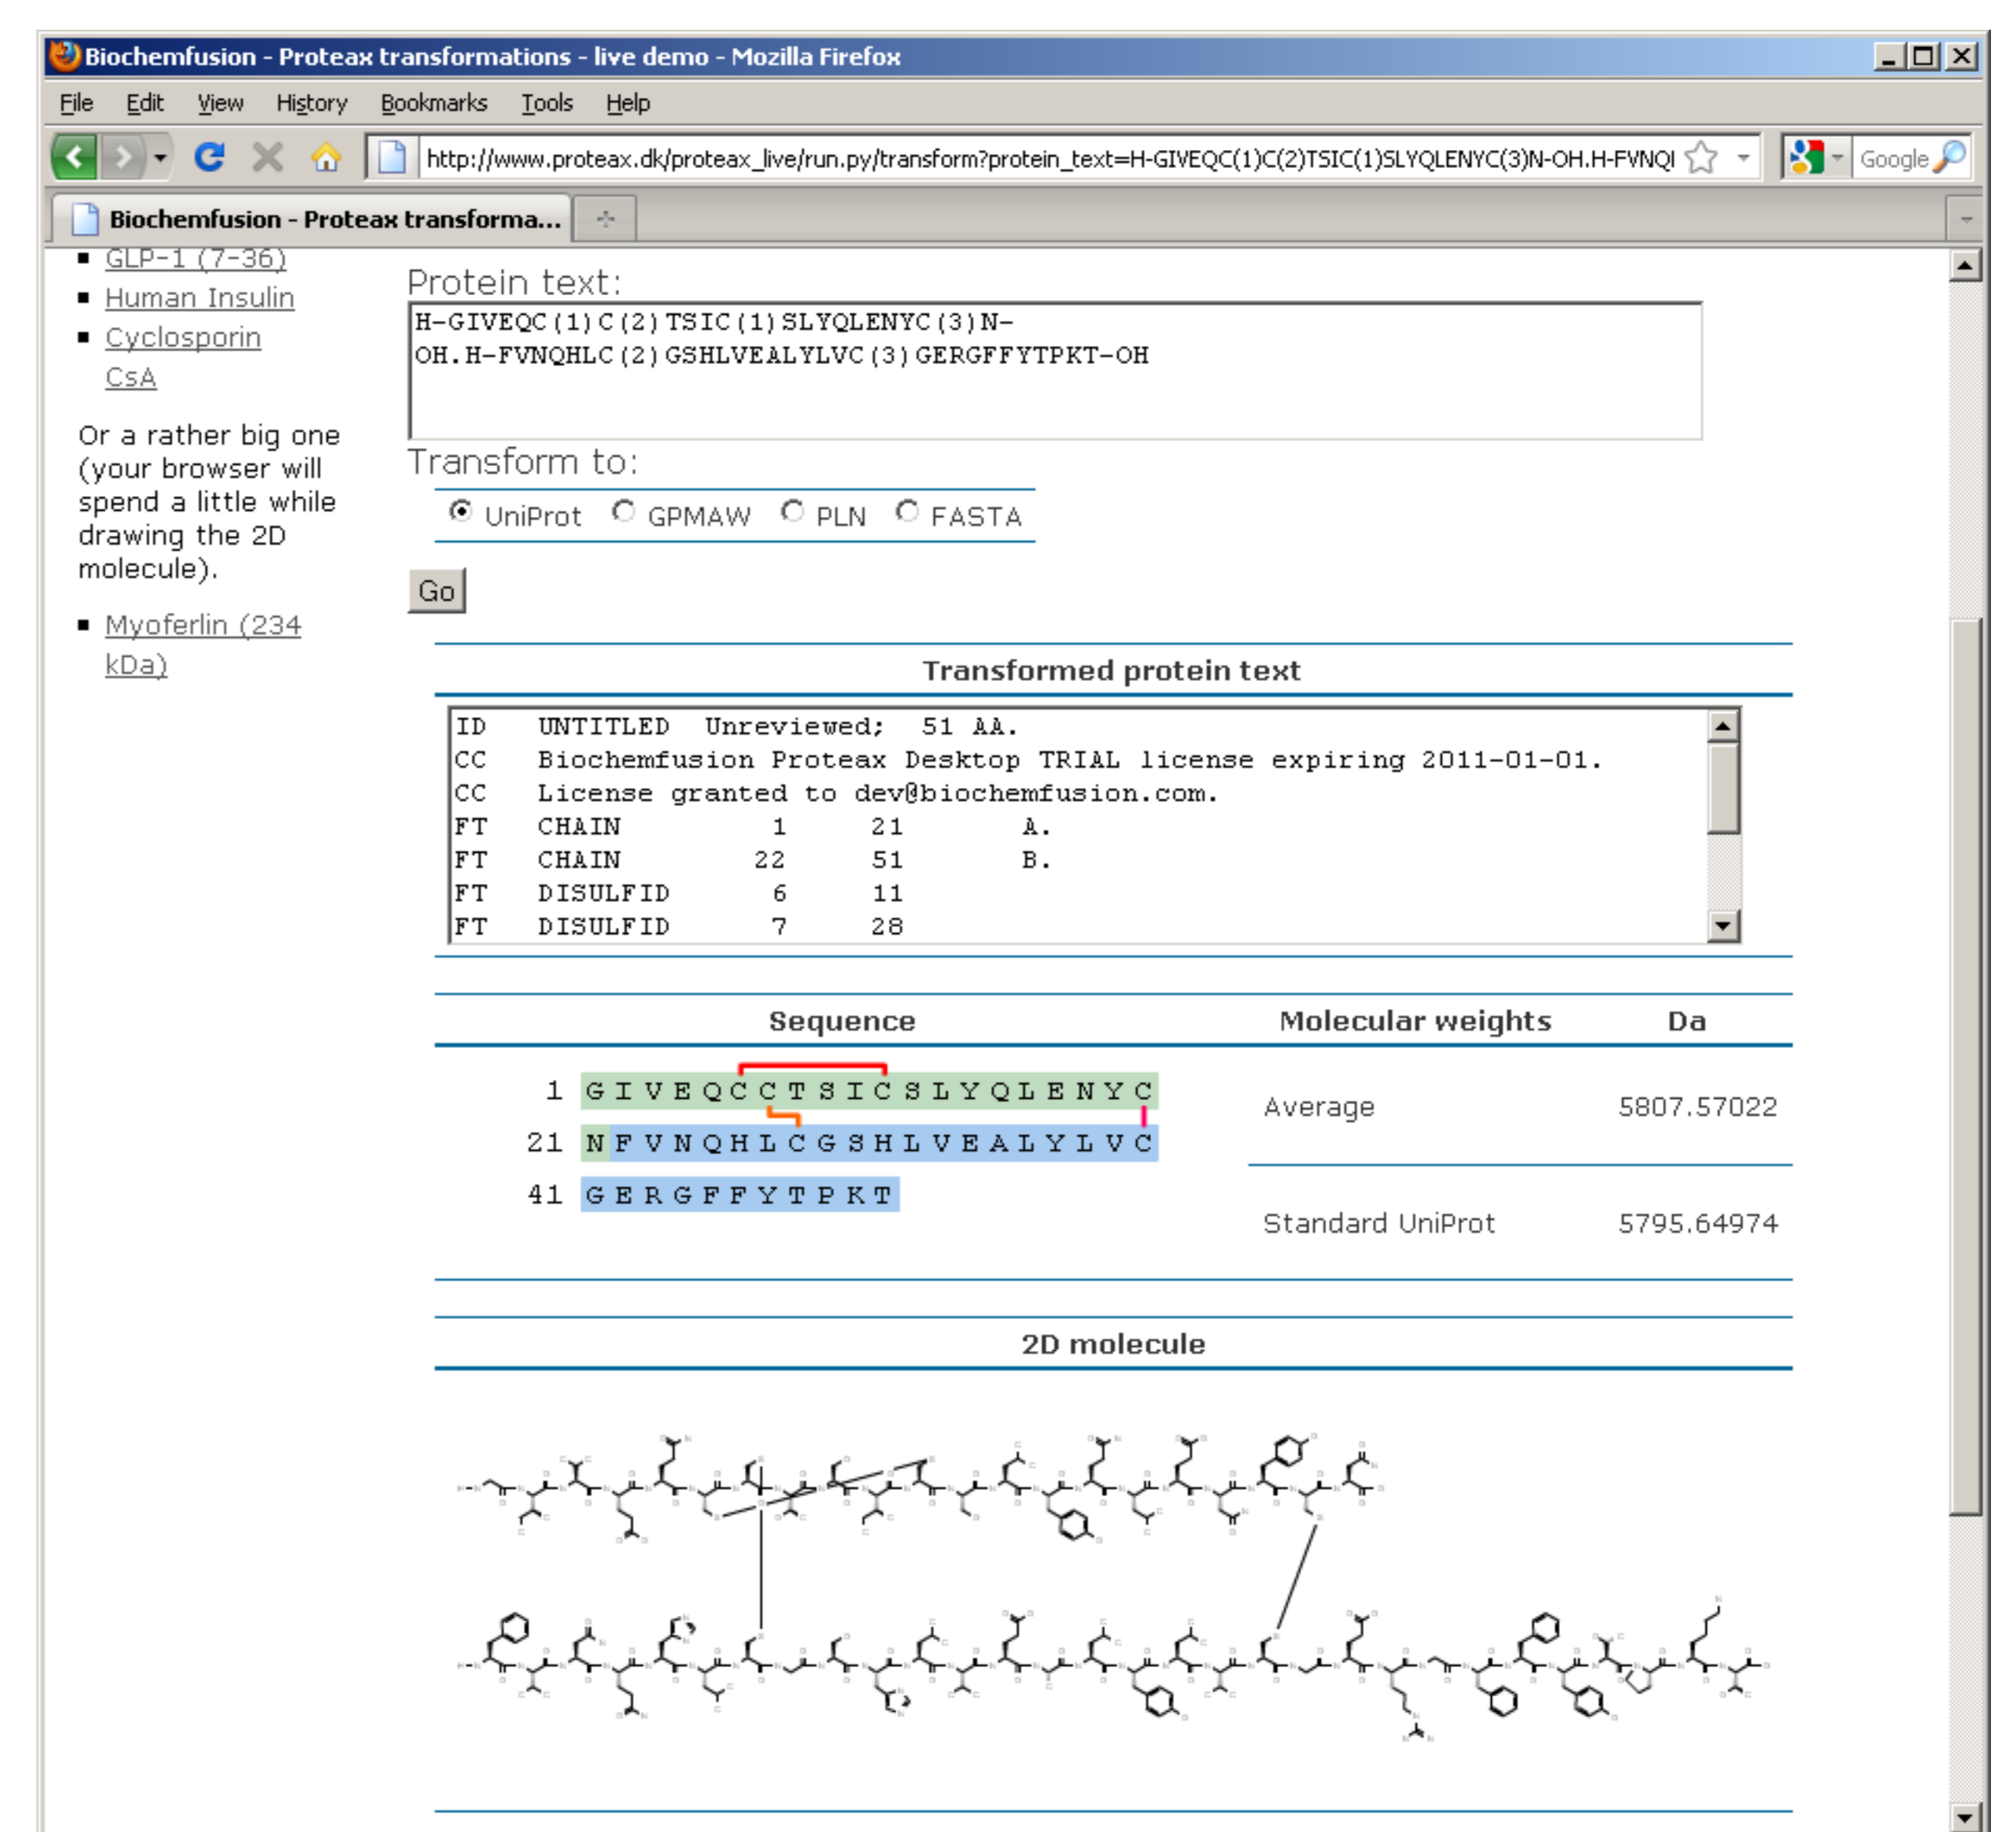 Biochemfusion - Proteax transformations - live demo - Mozilla Firefox
File Edit View History Bookmarks Tools Help
http://www.proteax.dk/proteax_live/run.py/transform?protein_text=H-GIVEQC(1)C(2)TSIC(1)SLYQLENYC(3)N-OH.H-FVNQI
Google
Biochemfusion - Proteax transforma...
GLP-1 (7-36)
Human Insulin
Cyclosporin
CsA
Or a rather big one
(your browser will
spend a little while
drawing the 2D
molecule).
Myoferlin (234
kDa)
Protein text:
H-GIVEQC(1)C(2)TSIC(1)SLYQLENYC(3)N-
OH.H-FVNQHLC(2)GSHLVEALYLVC(3)GERGFFYTPKT-OH
Transform to:
UniProt GPMAW PLN FASTA
Go
Transformed protein text
ID UNTITLED Unreviewed; 51 AA.
CC Biochemfusion Proteax Desktop TRIAL license expiring 2011-01-01.
CC License granted to dev@biochemfusion.com.
FT CHAIN 1 21 A.
FT CHAIN 22 51 B.
FT DISULFID 6 11
FT DISULFID 7 28
Sequence Molecular weights Da
1 G I V E Q C C T S I C S L Y Q L E N Y C
21 N F V N Q H L C G S H L V E A L Y L V C
41 G E R G F F Y T P K T
Average 5807.57022
Standard UniProt 5795.64974
2D molecule